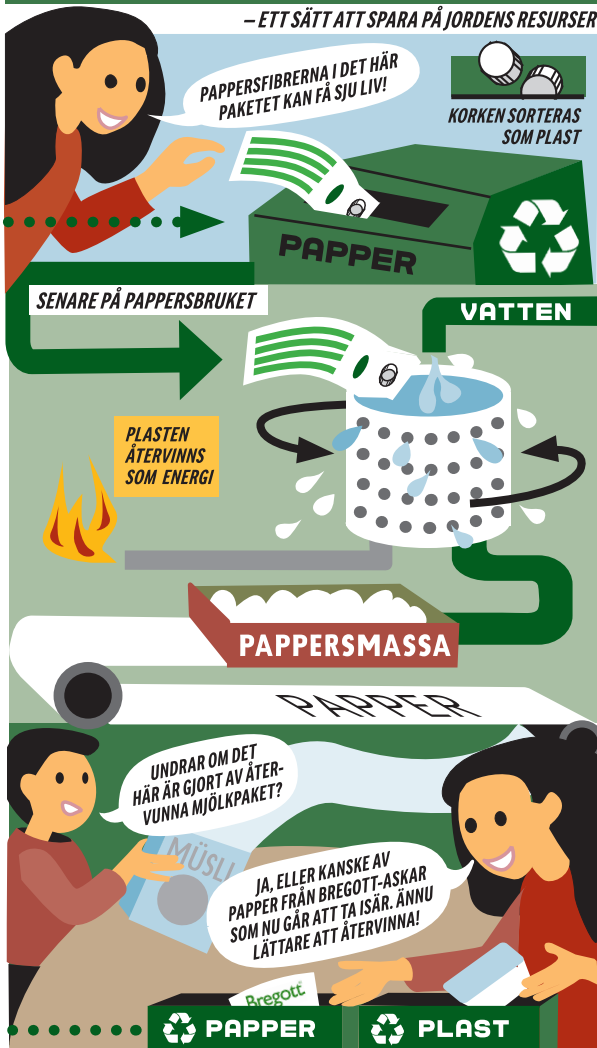 – ETT SÄTT ATT SPARA PÅ JORDENS RESURSER
PAPPERSFIBRERNA I DET HÄR
PAKETET KAN FÅ SJU LIV!
KORKEN SORTERAS
SOM PLAST
PAPPER
SENARE PÅ PAPPERSBRUKET
VATTEN
PLASTEN
ÅTERVINNS
SOM ENERGI
PAPPERSMASSA
PAPPER
UNDRAR OM DET
HÄR ÄR GJORT AV ÅTER-
VUNNA MJÖLKPAKET?
MÜSLI
JA, ELLER KANSKE AV
PAPPER FRÅN BREGOTT-ASKAR
SOM NU GÅR ATT TA ISÄR. ÄNNU
LÄTTARE ATT ÅTERVINNA!
Bregott
PAPPER
PLAST